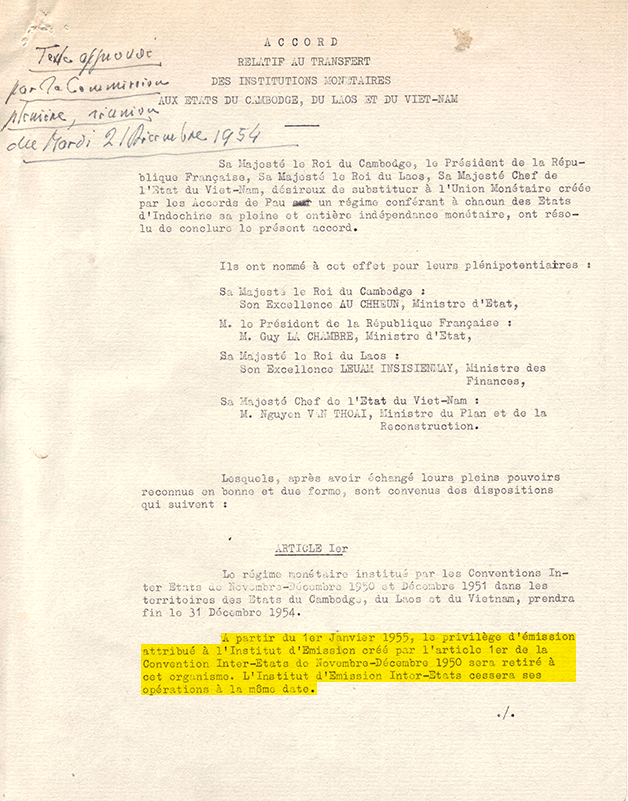 A C C O R D
RELATIF AU TRANSFERT
DES INSTITUTIONS MONETAIRES
AUX ETATS DU CAMBODGE, DU LAOS ET DU VIET-NAM
Texte approuvé
par la Commission
plénière, réunion
du Mardi 21 Décembre 1954
Sa Majesté le Roi du Cambodge, le Président de la Répu-
blique Française, Sa Majesté le Roi du Laos, Sa Majesté Chef de
l'Etat du Viet-Nam, désireux de substituer à l'Union Monétaire créée
par les Accords de Pau un régime conférant à chacun des Etats
d'Indochine sa pleine et entière indépendance monétaire, ont réso-
lu de conclure le présent accord.
Ils ont nommé à cet effet pour leurs plénipotentiaires :
Sa Majesté le Roi du Cambodge :
Son Excellence AU CHHEUN, Ministre d'Etat,
M. le Président de la République Française :
M. Guy LA CHAMBRE, Ministre d'Etat,
Sa Majesté le Roi du Laos :
Son Excellence LEUAM INSISIENMAY, Ministre des
Finances,
Sa Majesté Chef de l'Etat du Viet-Nam :
M. Nguyen VAN THOAI, Ministre du Plan et de la
Reconstruction.
Lesquels, après avoir échangé leurs pleins pouvoirs
reconnus en bonne et due forme, sont convenus des dispositions
qui suivent :
ARTICLE Ier
Le régime monétaire institué par les Conventions In-
ter Etats de Novembre-Décembre 1950 et Décembre 1951 dans les
territoires des Etats du Cambodge, du Laos et du Vietnam, prendra
fin le 31 Décembre 1954.
A partir du 1er Janvier 1955, le privilège d'émission
attribué à l'Institut d'Emission créé par l'article 1er de la
Convention Inter-Etats de Novembre-Décembre 1950 sera retiré à
cet organisme. L'Institut d'Emission Inter-Etats cessera ses
opérations à la m8me date.
./.